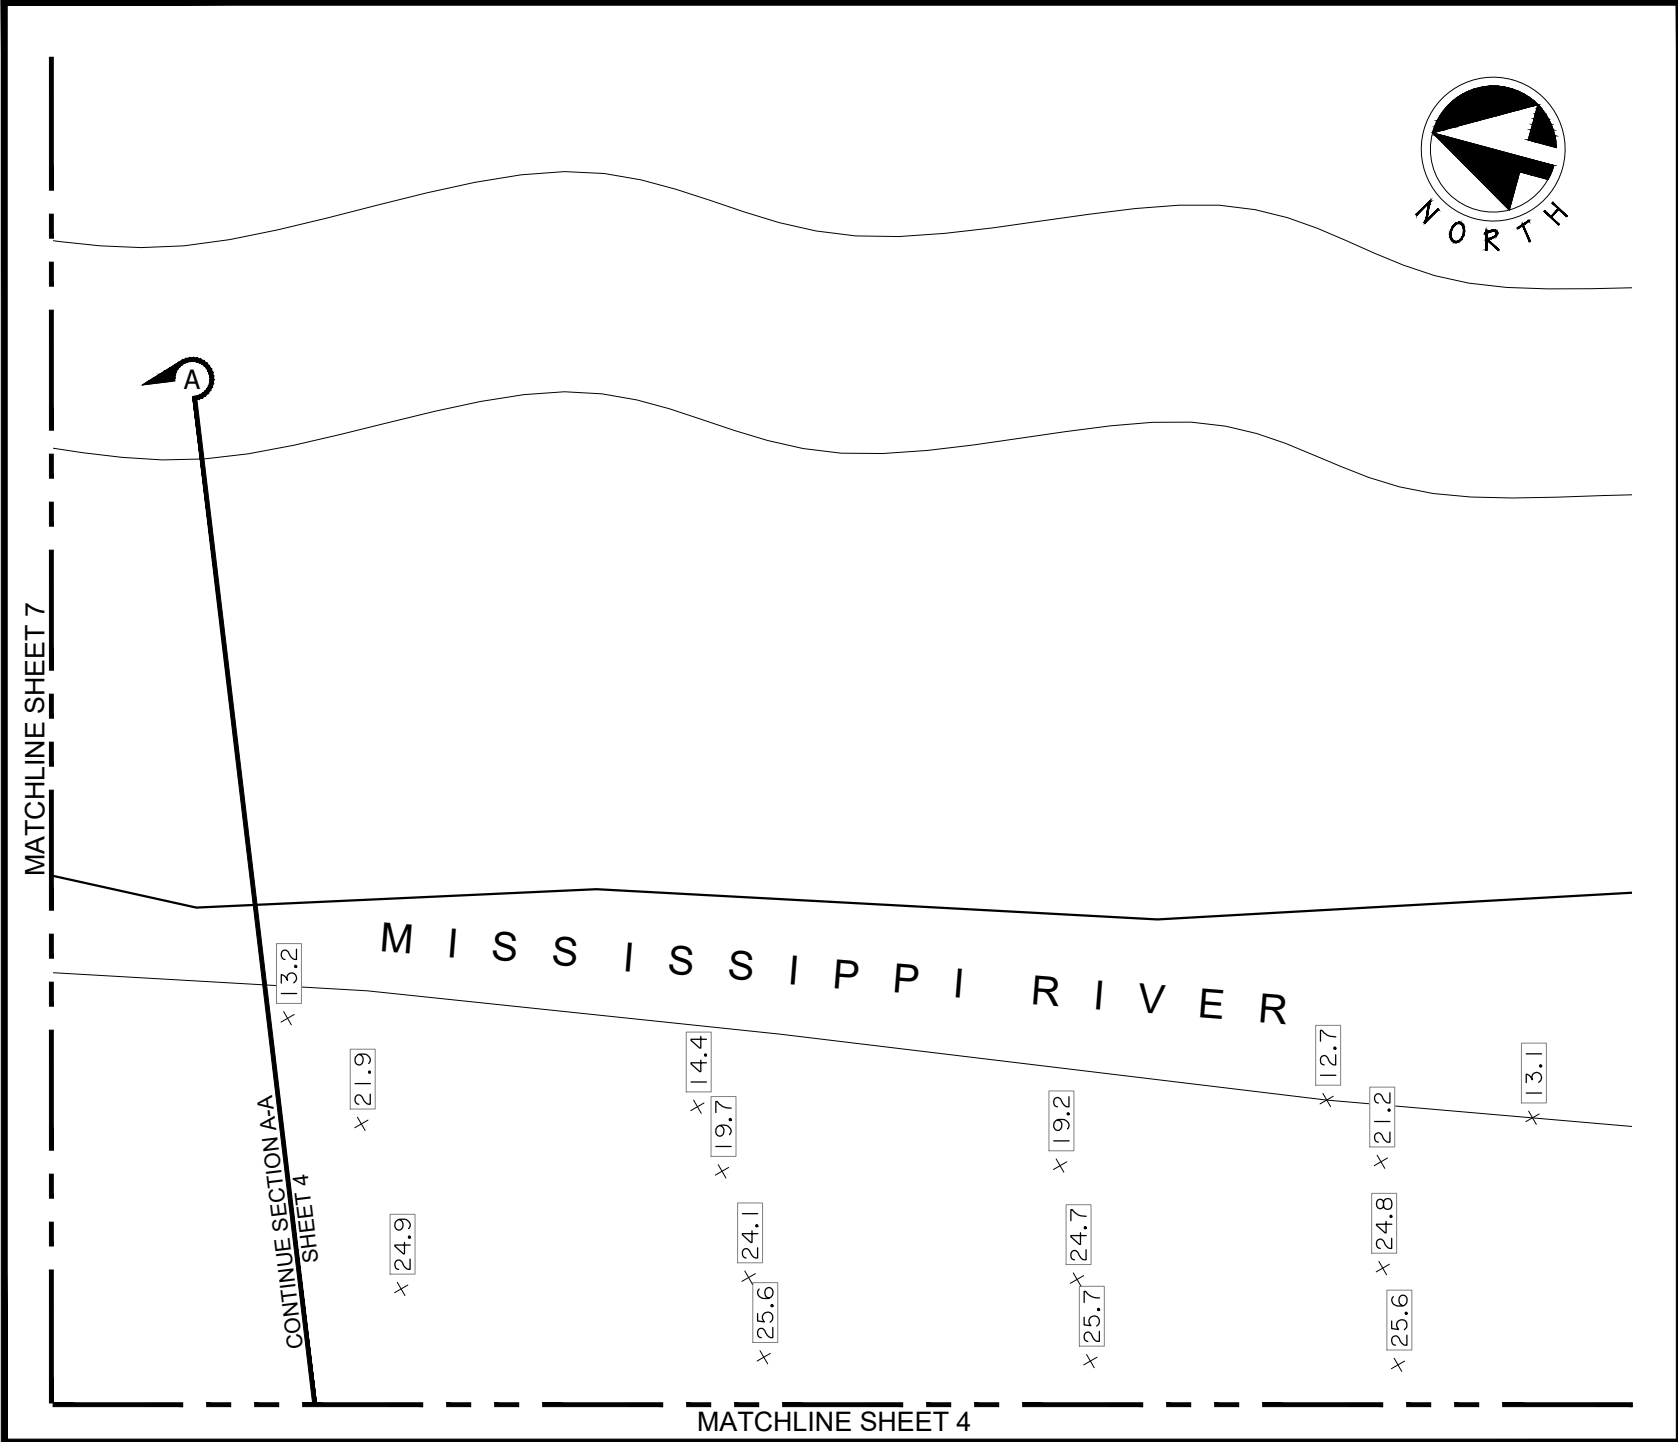 NORTH
A
MATCHLINE SHEET 7
MISSISSIPPI RIVER
13.2
21.9
14.4
19.7
19.2
12.7
21.2
13.1
CONTINUE SECTION A-A
SHEET 4
24.9
24.1
25.6
24.7
25.7
24.8
25.6
MATCHLINE SHEET 4